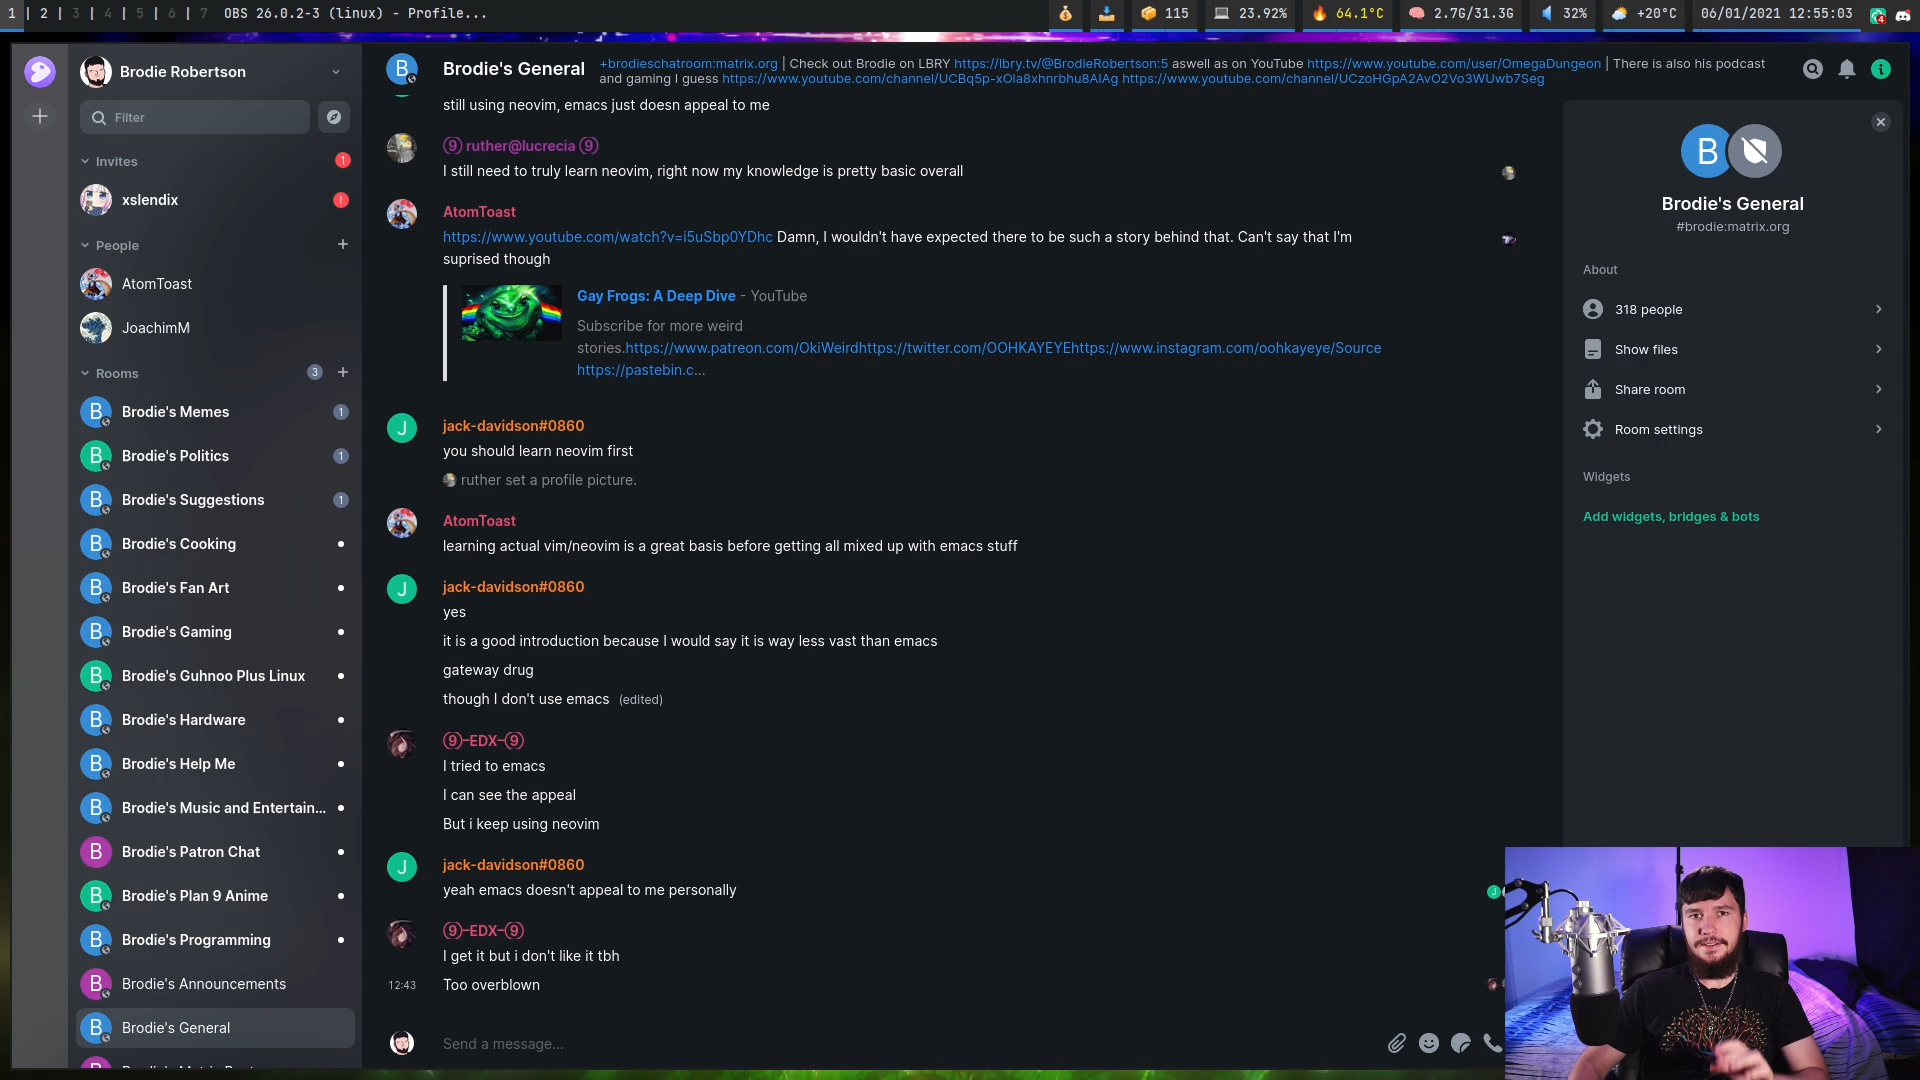 1 | 2 | 3 | 4 | 5 | 6 | 7 OBS 26.0.2-3 (linux) - Profile...
115 23.92% 64.1°C 2.7G/31.3G 32% +20°C 06/01/2021 12:55:03 4
Brodie Robertson
Filter
Invites 1
xslendix !
People +
AtomToast
JoachimM
Rooms 3 +
B Brodie's Memes 1
B Brodie's Politics 1
B Brodie's Suggestions 1
B Brodie's Cooking
B Brodie's Fan Art
B Brodie's Gaming
B Brodie's Guhnoo Plus Linux
B Brodie's Hardware
B Brodie's Help Me
B Brodie's Music and Entertain...
B Brodie's Patron Chat
B Brodie's Plan 9 Anime
B Brodie's Programming
B Brodie's Announcements
B Brodie's General
B Brodie's General
+brodieschatroom:matrix.org | Check out Brodie on LBRY https://lbry.tv/@BrodieRobertson:5 aswell as on YouTube https://www.youtube.com/user/OmegaDungeon | There is also his podcast
and gaming I guess https://www.youtube.com/channel/UCBq5p-xOla8xhnrbhu8AIAg https://www.youtube.com/channel/UCzoHGpA2AvO2Vo3WUwb7Seg
still using neovim, emacs just doesn appeal to me
⑨ ruther@lucrecia ⑨
I still need to truly learn neovim, right now my knowledge is pretty basic overall
AtomToast
https://www.youtube.com/watch?v=i5uSbp0YDhc Damn, I wouldn't have expected there to be such a story behind that. Can't say that I'm
suprised though
Gay Frogs: A Deep Dive - YouTube
Subscribe for more weird
stories.https://www.patreon.com/OkiWeirdhttps://twitter.com/OOHKAYEYEhttps://www.instagram.com/oohkayeye/Source
https://pastebin.c...
J jack-davidson#0860
you should learn neovim first
ruther set a profile picture.
AtomToast
learning actual vim/neovim is a great basis before getting all mixed up with emacs stuff
J jack-davidson#0860
yes
it is a good introduction because I would say it is way less vast than emacs
gateway drug
though I don't use emacs (edited)
⑨-EDX-⑨
I tried to emacs
I can see the appeal
But i keep using neovim
J jack-davidson#0860
yeah emacs doesn't appeal to me personally
J
⑨-EDX-⑨
I get it but i don't like it tbh
12:43 Too overblown
Send a message...
B
Brodie's General
#brodie:matrix.org
About
318 people
Show files
Share room
Room settings
Widgets
Add widgets, bridges & bots